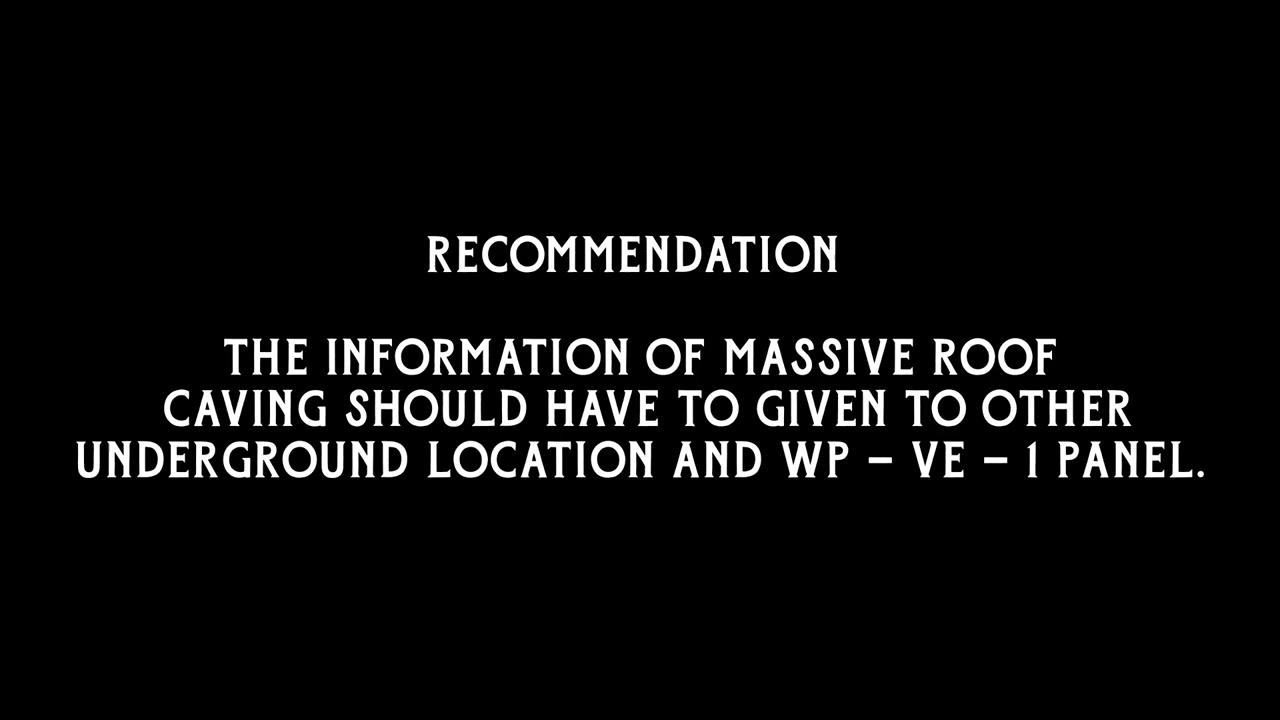 RECOMMENDATION
THE INFORMATION OF MASSIVE ROOF
CAVING SHOULD HAVE TO GIVEN TO OTHER
UNDERGROUND LOCATION AND WP – VE – 1 PANEL.